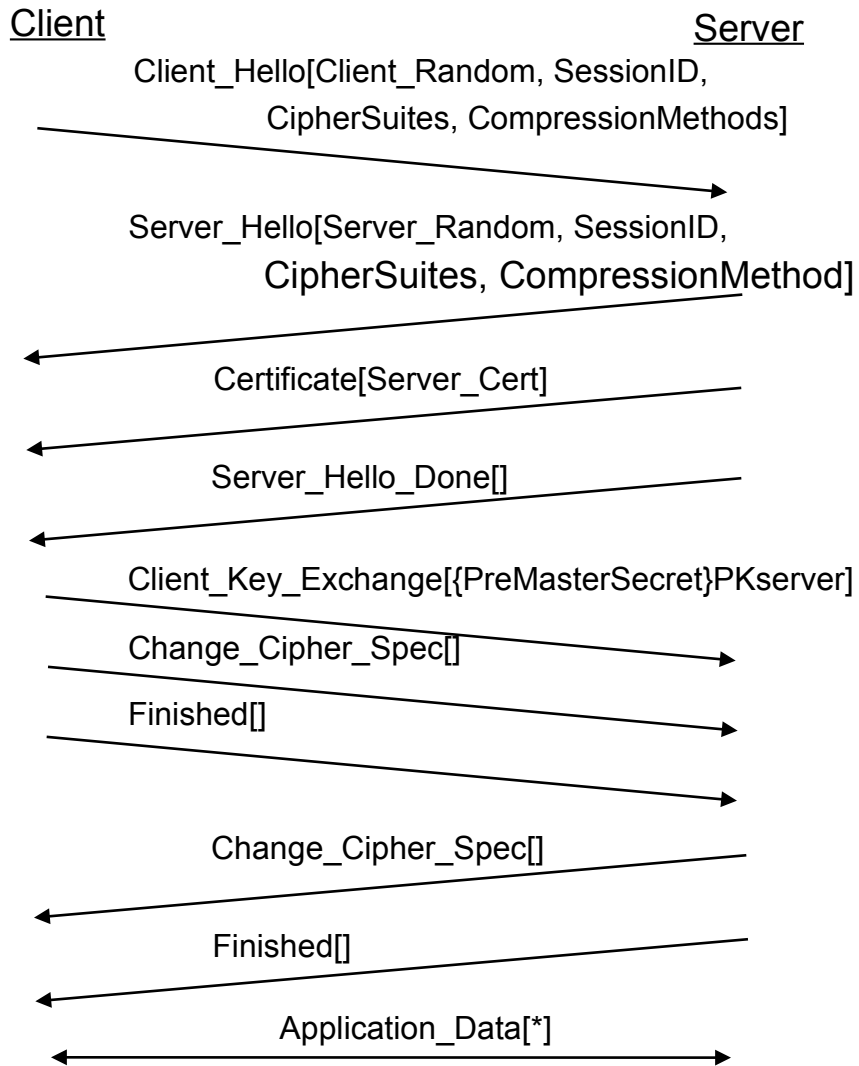 Client
Server
Client_Hello[Client_Random, SessionID,
CipherSuites, CompressionMethods]
Server_Hello[Server_Random, SessionID,
CipherSuites, CompressionMethod]
Certificate[Server_Cert]
Server_Hello_Done[]
Client_Key_Exchange[{PreMasterSecret}PKserver]
Change_Cipher_Spec[]
Finished[]
Change_Cipher_Spec[]
Finished[]
Application_Data[*]